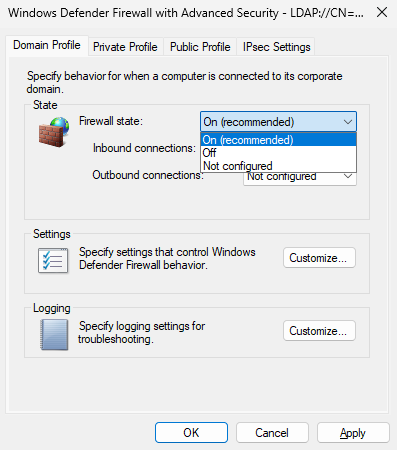 Windows Defender Firewall with Advanced Security - LDAP://CN=...
Domain Profile Private Profile Public Profile IPsec Settings
Specify behavior for when a computer is connected to its corporate
domain.
State
Firewall state: On (recommended)
On (recommended)
Inbound connections:
Off
Not configured
Outbound connections: Not configured
Settings
Specify settings that control Windows
Defender Firewall behavior.
Customize...
Logging
Specify logging settings for
troubleshooting.
Customize...
OK Cancel Apply